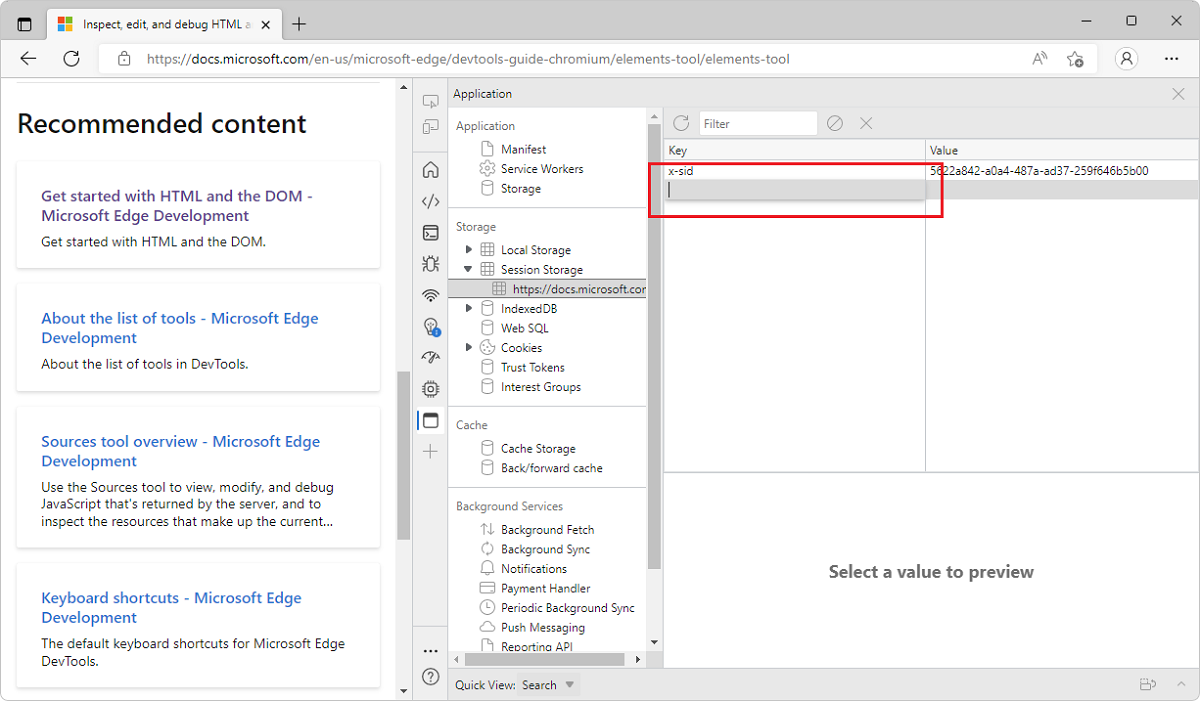 Inspect, edit, and debug HTML a
https://docs.microsoft.com/en-us/microsoft-edge/devtools-guide-chromium/elements-tool/elements-tool
Recommended content
Get started with HTML and the DOM -
Microsoft Edge Development
Get started with HTML and the DOM.
About the list of tools - Microsoft Edge
Development
About the list of tools in DevTools.
Sources tool overview - Microsoft Edge
Development
Use the Sources tool to view, modify, and debug
JavaScript that's returned by the server, and to
inspect the resources that make up the current...
Keyboard shortcuts - Microsoft Edge
Development
The default keyboard shortcuts for Microsoft Edge
DevTools.
Application
Application
Manifest
Service Workers
Storage
Storage
Local Storage
Session Storage
https://docs.microsoft.cor
IndexedDB
Web SQL
Cookies
Trust Tokens
Interest Groups
Cache
Cache Storage
Back/forward cache
Background Services
Background Fetch
Background Sync
Notifications
Payment Handler
Periodic Background Sync
Push Messaging
Reporting API
Filter
Key Value
x-sid 5622a842-a0a4-487a-ad37-259f646b5b00
Select a value to preview
Quick View: Search